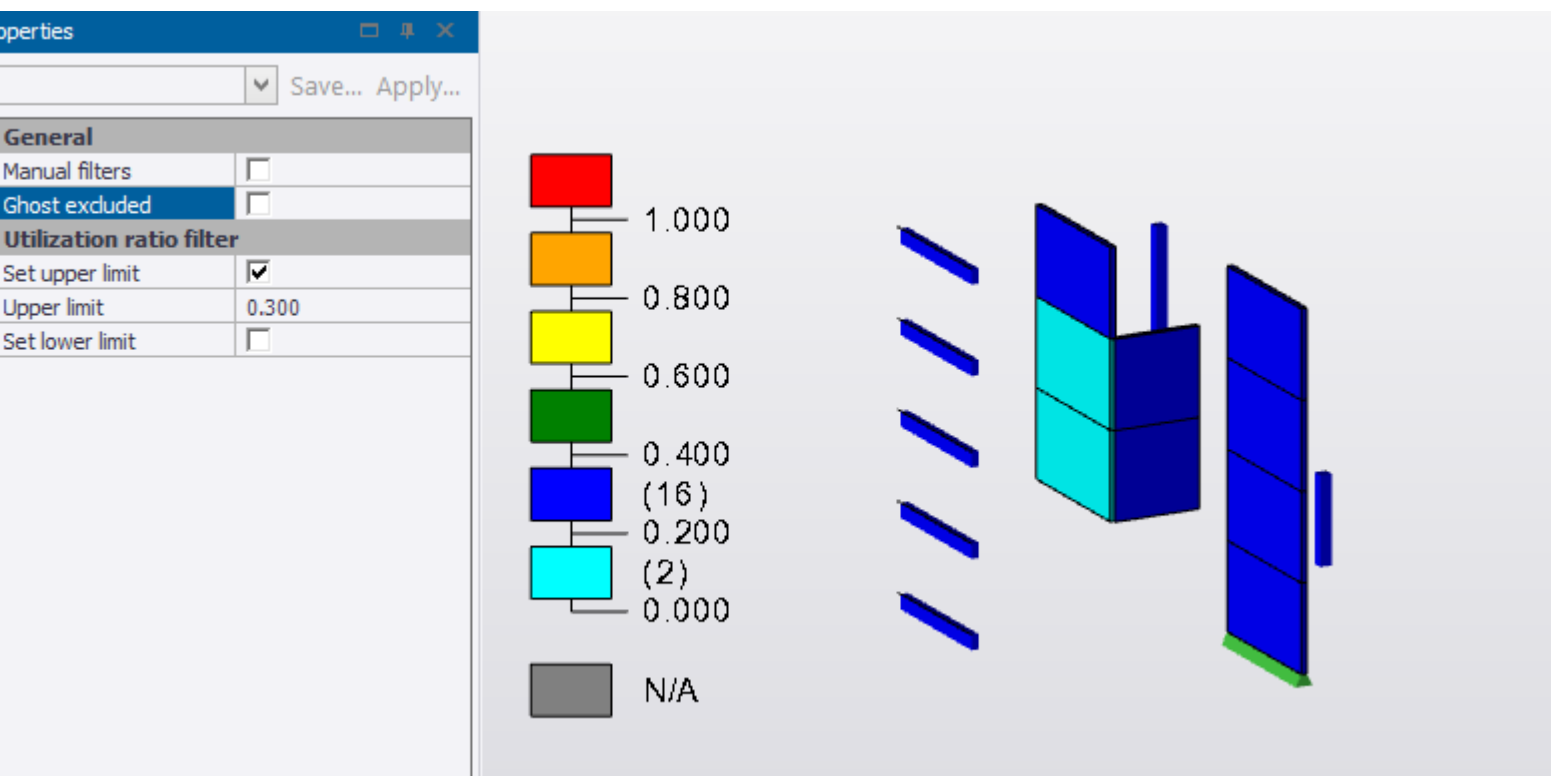 operties
Save... Apply...
General
Manual filters
Ghost excluded
Utilization ratio filter
Set upper limit
Upper limit 0.300
Set lower limit
1.000
0.800
0.600
0.400
(16)
0.200
(2)
0.000
N/A